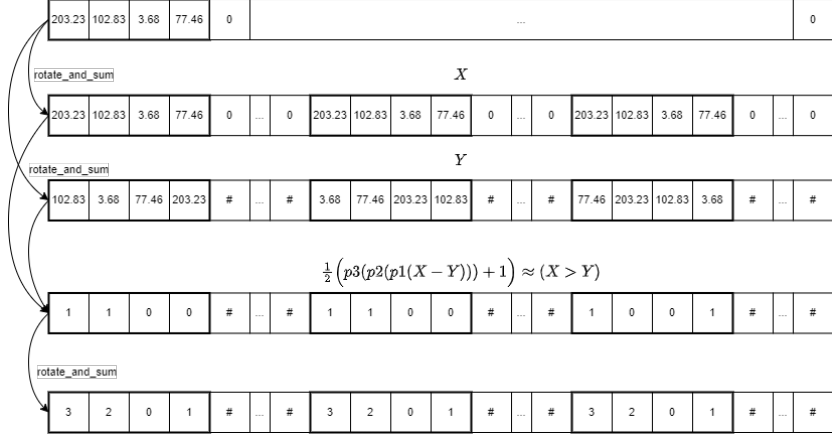 203.23 102.83 3.68 77.46 0 ... 0
rotate_and_sum
X
203.23 102.83 3.68 77.46 0 ... 0 203.23 102.83 3.68 77.46 0 ... 0 203.23 102.83 3.68 77.46 0 ... 0
rotate_and_sum
Y
102.83 3.68 77.46 203.23 # ... # 3.68 77.46 203.23 102.83 # ... # 77.46 203.23 102.83 3.68 # ... #
½(p3(p2(p1(X − Y))) + 1) ≈ (X > Y)
1 1 0 0 # ... # 1 1 0 0 # ... # 1 0 0 1 # ... #
rotate_and_sum
3 2 0 1 # ... # 3 2 0 1 # ... # 3 2 0 1 # ... #